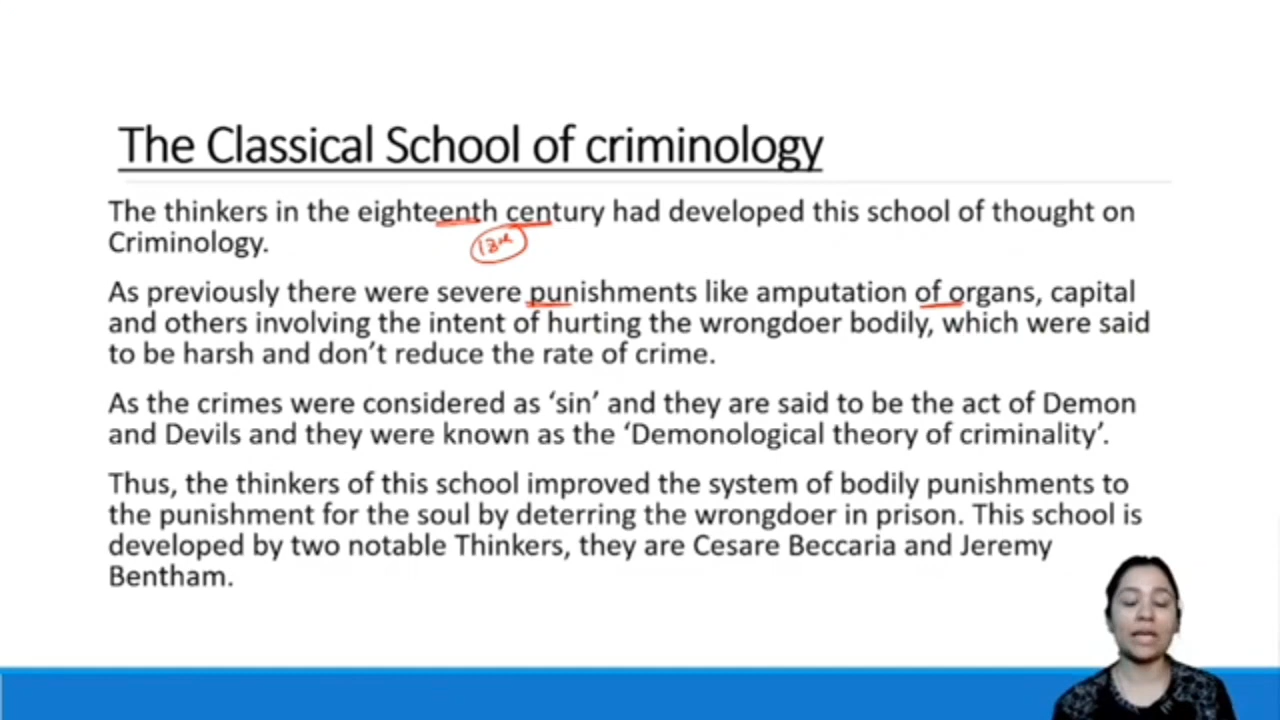 The Classical School of criminology
The thinkers in the eighteenth century had developed this school of thought on
Criminology.
18th
As previously there were severe punishments like amputation of organs, capital
and others involving the intent of hurting the wrongdoer bodily, which were said
to be harsh and don’t reduce the rate of crime.
As the crimes were considered as ‘sin’ and they are said to be the act of Demon
and Devils and they were known as the ‘Demonological theory of criminality’.
Thus, the thinkers of this school improved the system of bodily punishments to
the punishment for the soul by deterring the wrongdoer in prison. This school is
developed by two notable Thinkers, they are Cesare Beccaria and Jeremy
Bentham.